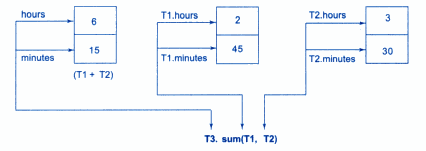 hours 6
minutes 15
(T1 + T2)
T1.hours 2
T1.minutes 45
T2.hours 3
T2.minutes 30
T3. sum(T1, T2)